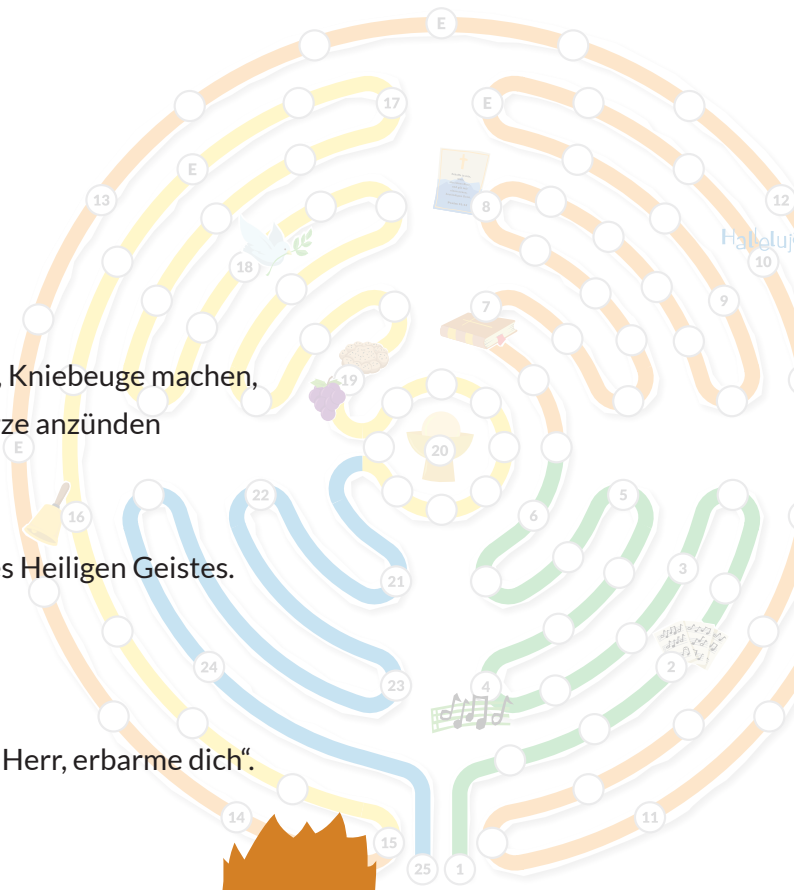 E
17
E
E
13
12
8
Halleluj
10
18
9
7
, Kniebeuge machen,
19
ze anzünden
E
20
22
5
16
6
es Heiligen Geistes.
3
21
24
2
23
4
Herr, erbarme dich“.
14
11
15
25
1